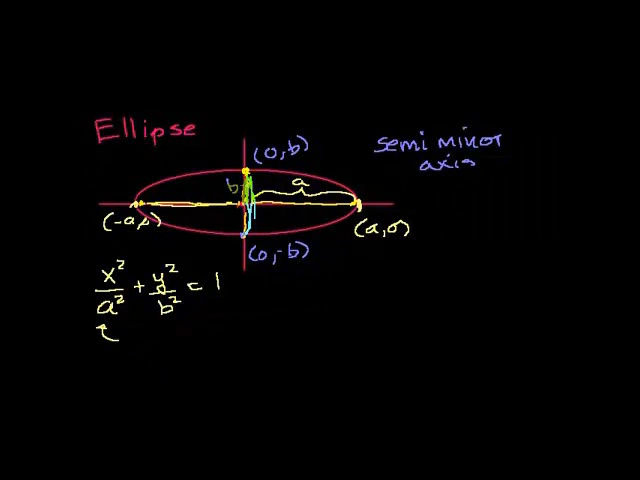 Ellipse
(0,b)
semi minor
axis
b
a
(-a,0)
(a,0)
(0,-b)
x²/a² + y²/b² = 1